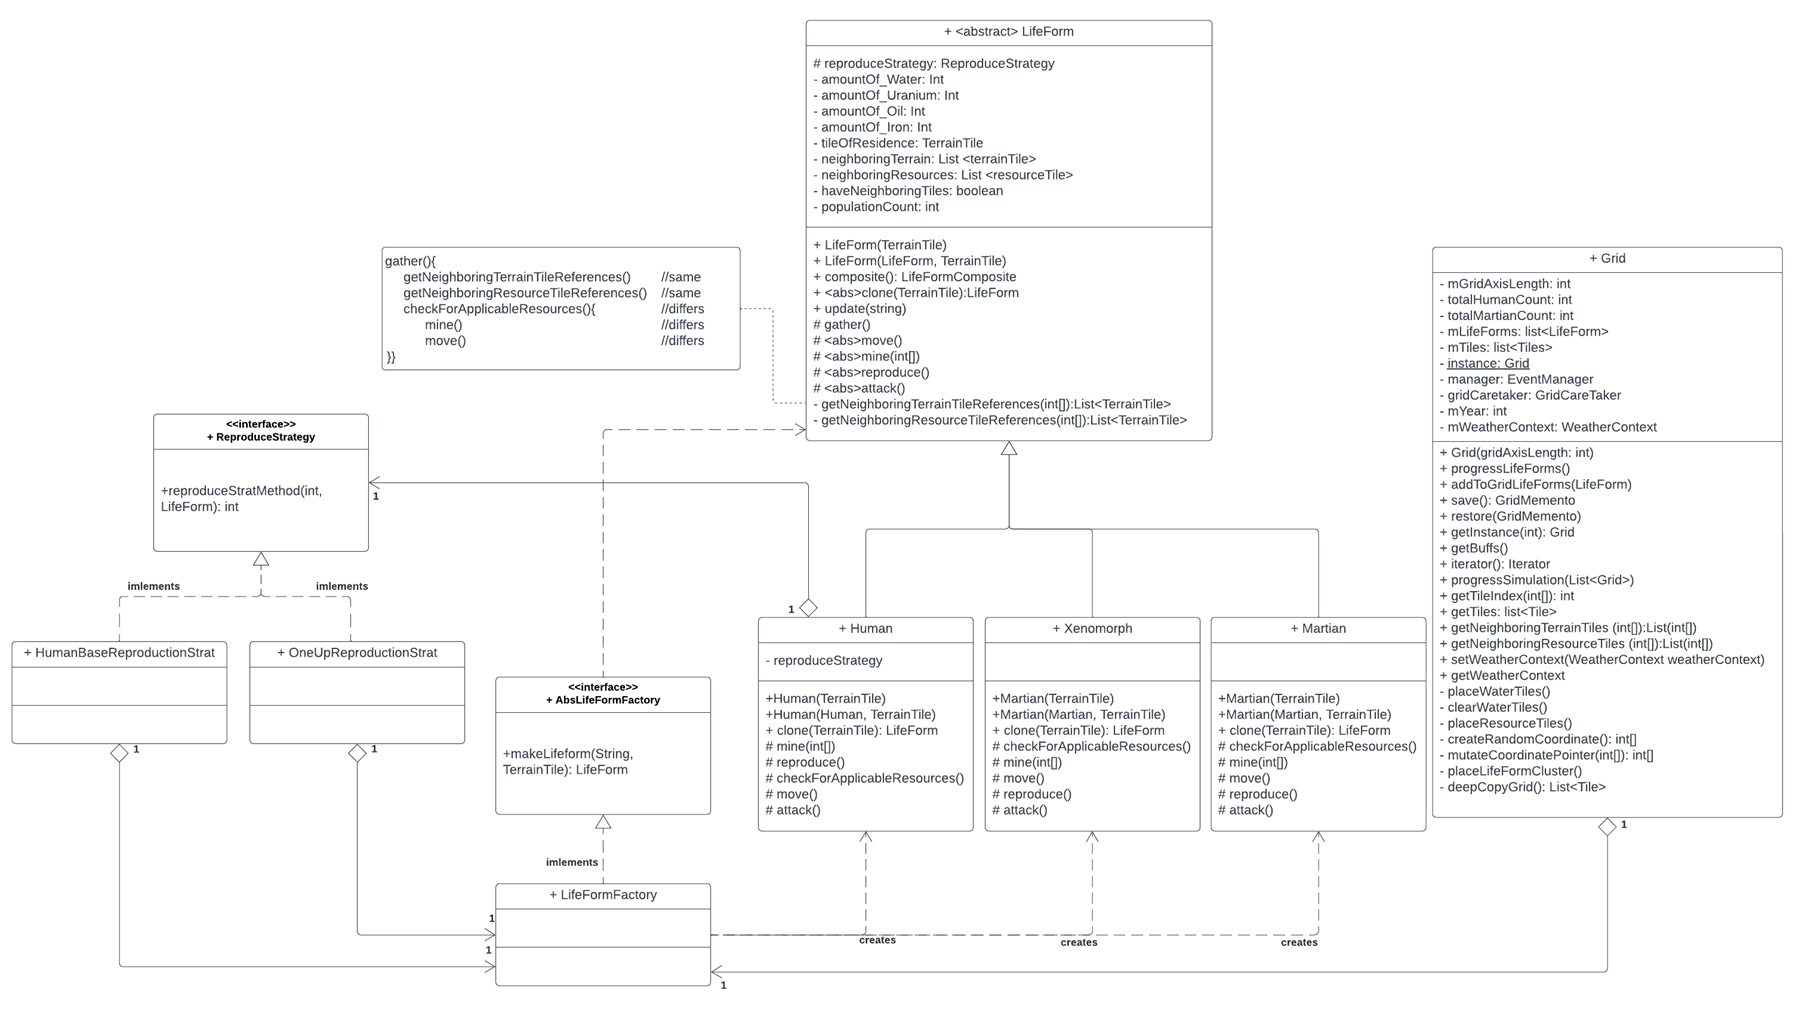 + <abstract> LifeForm
# reproduceStrategy: ReproduceStrategy
- amountOf_Water: Int
- amountOf_Uranium: Int
- amountOf_Oil: Int
- amountOf_Iron: Int
- tileOfResidence: TerrainTile
- neighboringTerrain: List <terrainTile>
- neighboringResources: List <resourceTile>
- haveNeighboringTiles: boolean
- populationCount: int
+ LifeForm(TerrainTile)
+ LifeForm(LifeForm, TerrainTile)
+ composite(): LifeFormComposite
+ <abs>clone(TerrainTile):LifeForm
+ update(string)
# gather()
# <abs>move()
# <abs>mine(int[])
# <abs>reproduce()
# <abs>attack()
- getNeighboringTerrainTileReferences(int[]):List<TerrainTile>
- getNeighboringResourceTileReferences(int[]):List<TerrainTile>
gather(){
getNeighboringTerrainTileReferences() //same
getNeighboringResourceTileReferences() //same
checkForApplicableResources(){ //differs
mine() //differs
move() //differs
}}
+ Grid
- mGridAxisLength: int
- totalHumanCount: int
- totalMartianCount: int
- mLifeForms: list<LifeForm>
- mTiles: list<Tiles>
- instance: Grid
- manager: EventManager
- gridCaretaker: GridCareTaker
- mYear: int
- mWeatherContext: WeatherContext
+ Grid(gridAxisLength: int)
+ progressLifeForms()
+ addToGridLifeForms(LifeForm)
+ save(): GridMemento
+ restore(GridMemento)
+ getInstance(int): Grid
+ getBuffs()
+ iterator(): Iterator
+ progressSimulation(List<Grid>)
+ getTileIndex(int[]): int
+ getTiles: list<Tile>
+ getNeighboringTerrainTiles (int[]):List(int[])
+ getNeighboringResourceTiles (int[]):List(int[])
+ setWeatherContext(WeatherContext weatherContext)
+ getWeatherContext
- placeWaterTiles()
- clearWaterTiles()
- placeResourceTiles()
- createRandomCoordinate(): int[]
- mutateCoordinatePointer(int[]): int[]
- placeLifeFormCluster()
- deepCopyGrid(): List<Tile>
1
<<interface>>
+ ReproduceStrategy
+reproduceStratMethod(int,
LifeForm): int
1
imlements
imlements
+ HumanBaseReproductionStrat
1
+ OneUpReproductionStrat
1
<<interface>>
+ AbsLifeFormFactory
+makeLifeform(String,
TerrainTile): LifeForm
imlements
1
+ Human
- reproduceStrategy
+Human(TerrainTile)
+Human(Human, TerrainTile)
+ clone(TerrainTile): LifeForm
# mine(int[])
# reproduce()
# checkForApplicableResources()
# move()
# attack()
+ Xenomorph
+Martian(TerrainTile)
+Martian(Martian, TerrainTile)
+ clone(TerrainTile): LifeForm
# checkForApplicableResources()
# mine(int[])
# move()
# reproduce()
# attack()
+ Martian
+Martian(TerrainTile)
+Martian(Martian, TerrainTile)
+ clone(TerrainTile): LifeForm
# checkForApplicableResources()
# mine(int[])
# move()
# reproduce()
# attack()
+ LifeFormFactory
1
1
1
creates
creates
creates